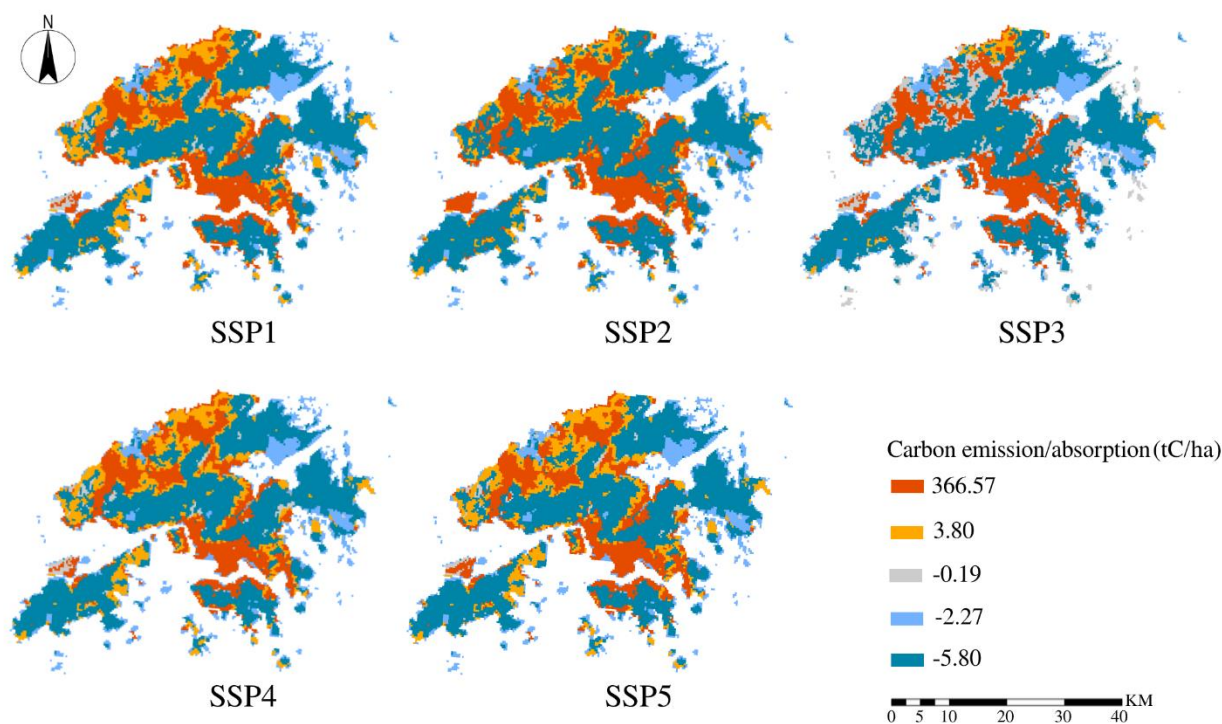 N
SSP1
SSP2
SSP3
SSP4
SSP5
Carbon emission/absorption(tC/ha)
366.57
3.80
-0.19
-2.27
-5.80
KM
0 5 10 20 30 40